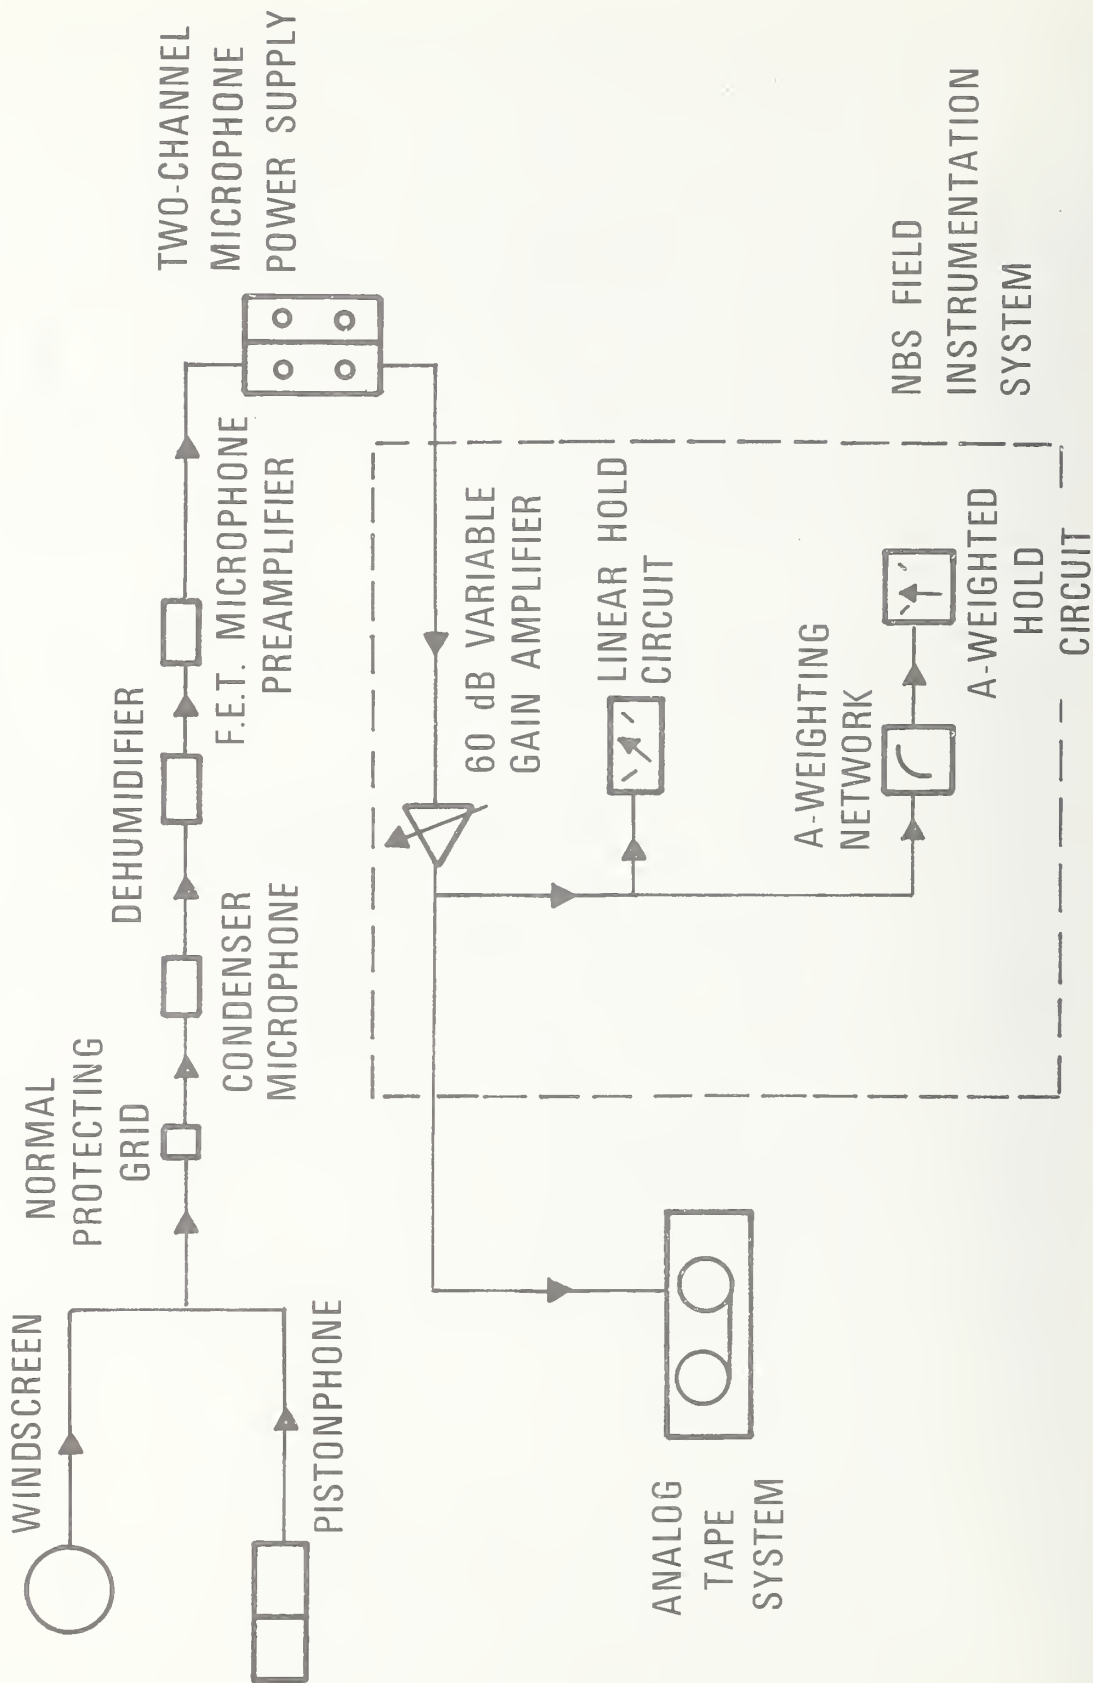 WINDSCREEN
PISTONPHONE
NORMAL
PROTECTING
GRID
CONDENSER
MICROPHONE
DEHUMIDIFIER
F.E.T. MICROPHONE
PREAMPLIFIER
TWO-CHANNEL
MICROPHONE
POWER SUPPLY
60 dB VARIABLE
GAIN AMPLIFIER
LINEAR HOLD
CIRCUIT
A-WEIGHTING
NETWORK
A-WEIGHTED
HOLD
CIRCUIT
NBS FIELD
INSTRUMENTATION
SYSTEM
ANALOG
TAPE
SYSTEM